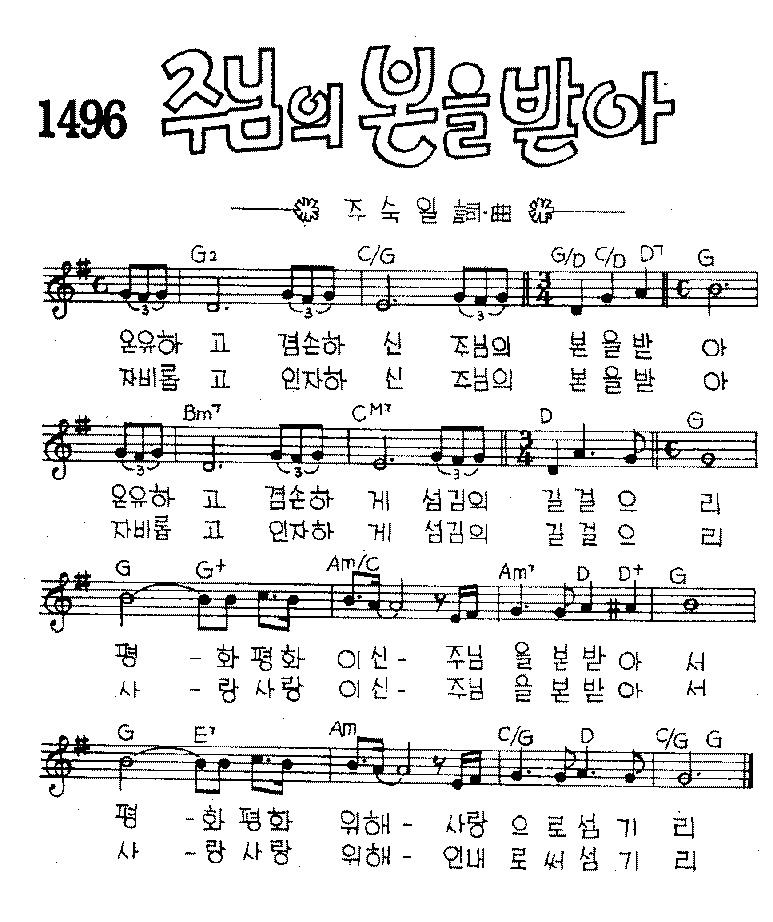 1496 주님의 본을 받아
주숙일 詞·曲
G2 C/G G/D C/D D7 G
온유하 고 겸손하 신 주님의 본을받 아
자비롭 고 인자하 신 주님의 본을받 아
Bm7 CM7 D G
온유하 고 겸손하 게 섬김의 길걸으 리
자비롭 고 인자하 게 섬김의 길걸으 리
G G+ Am/C Am7 D D+ G
평 -화평화 이신- 주님 을본받아 서
사 -랑사랑 이신- 주님 을본받아 서
G E7 Am C/G D C/G G
평 -화평화 위해- 사랑 으로섬기 리
사 -랑사랑 위해- 인내 로써섬기 리